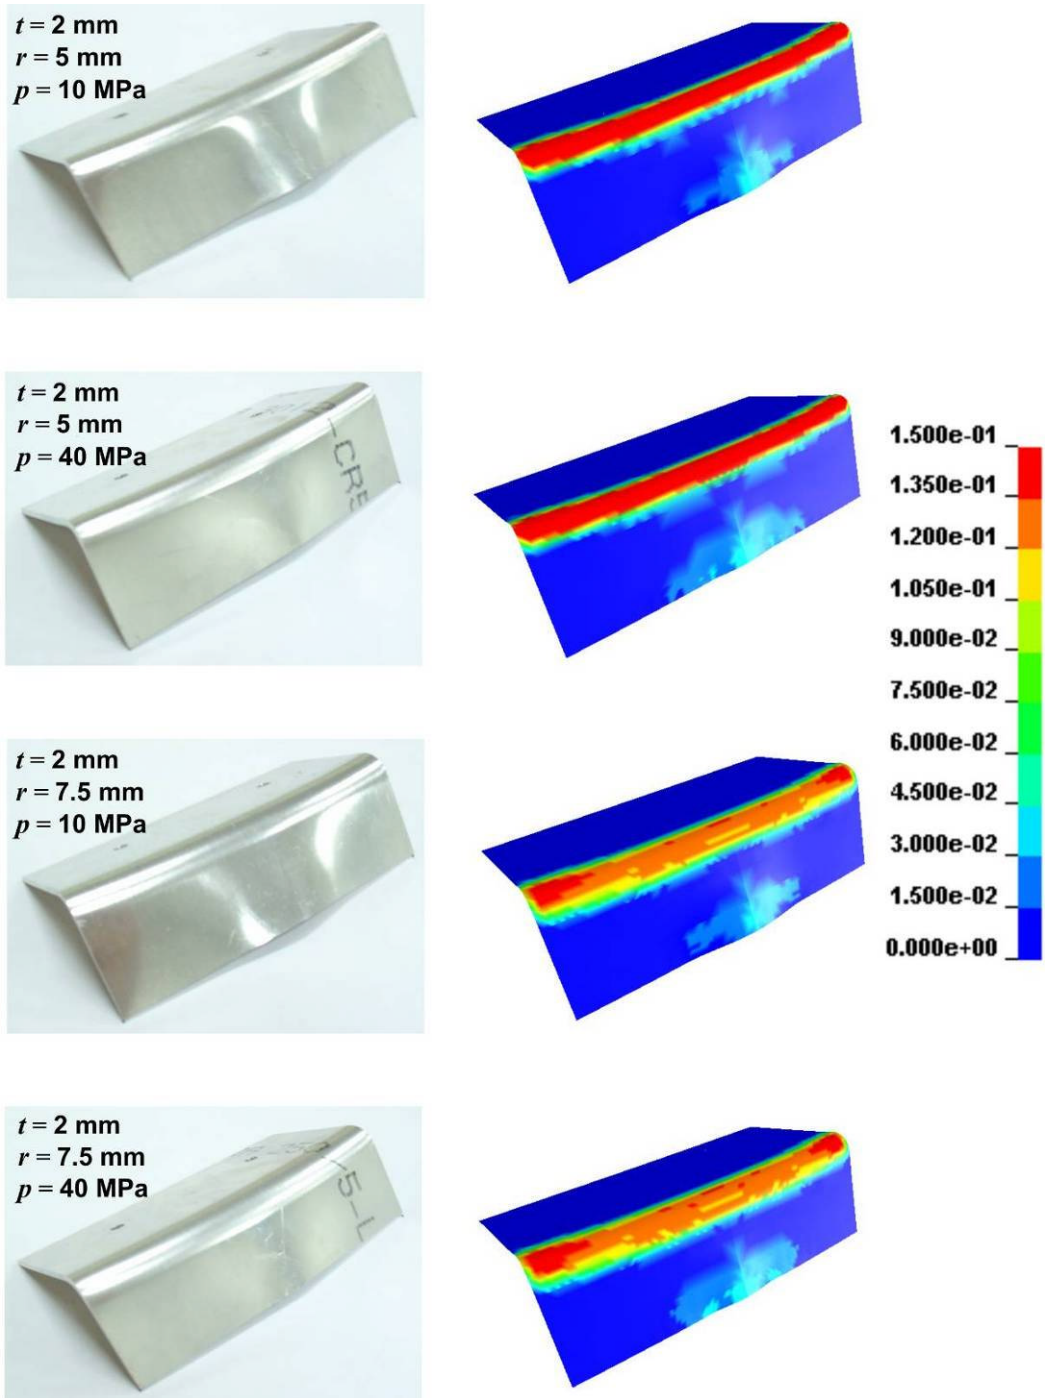 t = 2 mm
r = 5 mm
p = 10 MPa
t = 2 mm
r = 5 mm
p = 40 MPa
-CR5
1.500e-01
1.350e-01
1.200e-01
1.050e-01
9.000e-02
7.500e-02
6.000e-02
4.500e-02
3.000e-02
1.500e-02
0.000e+00
t = 2 mm
r = 7.5 mm
p = 10 MPa
t = 2 mm
r = 7.5 mm
p = 40 MPa